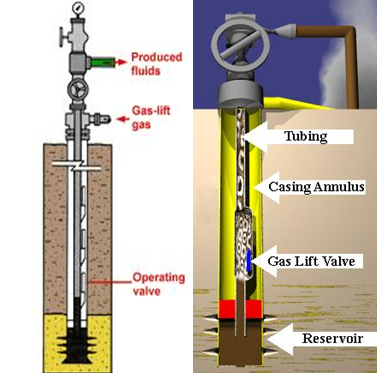 Produced
fluids
Gas-lift
gas
Operating
valve
Tubing
Casing Annulus
Gas Lift Valve
Reservoir